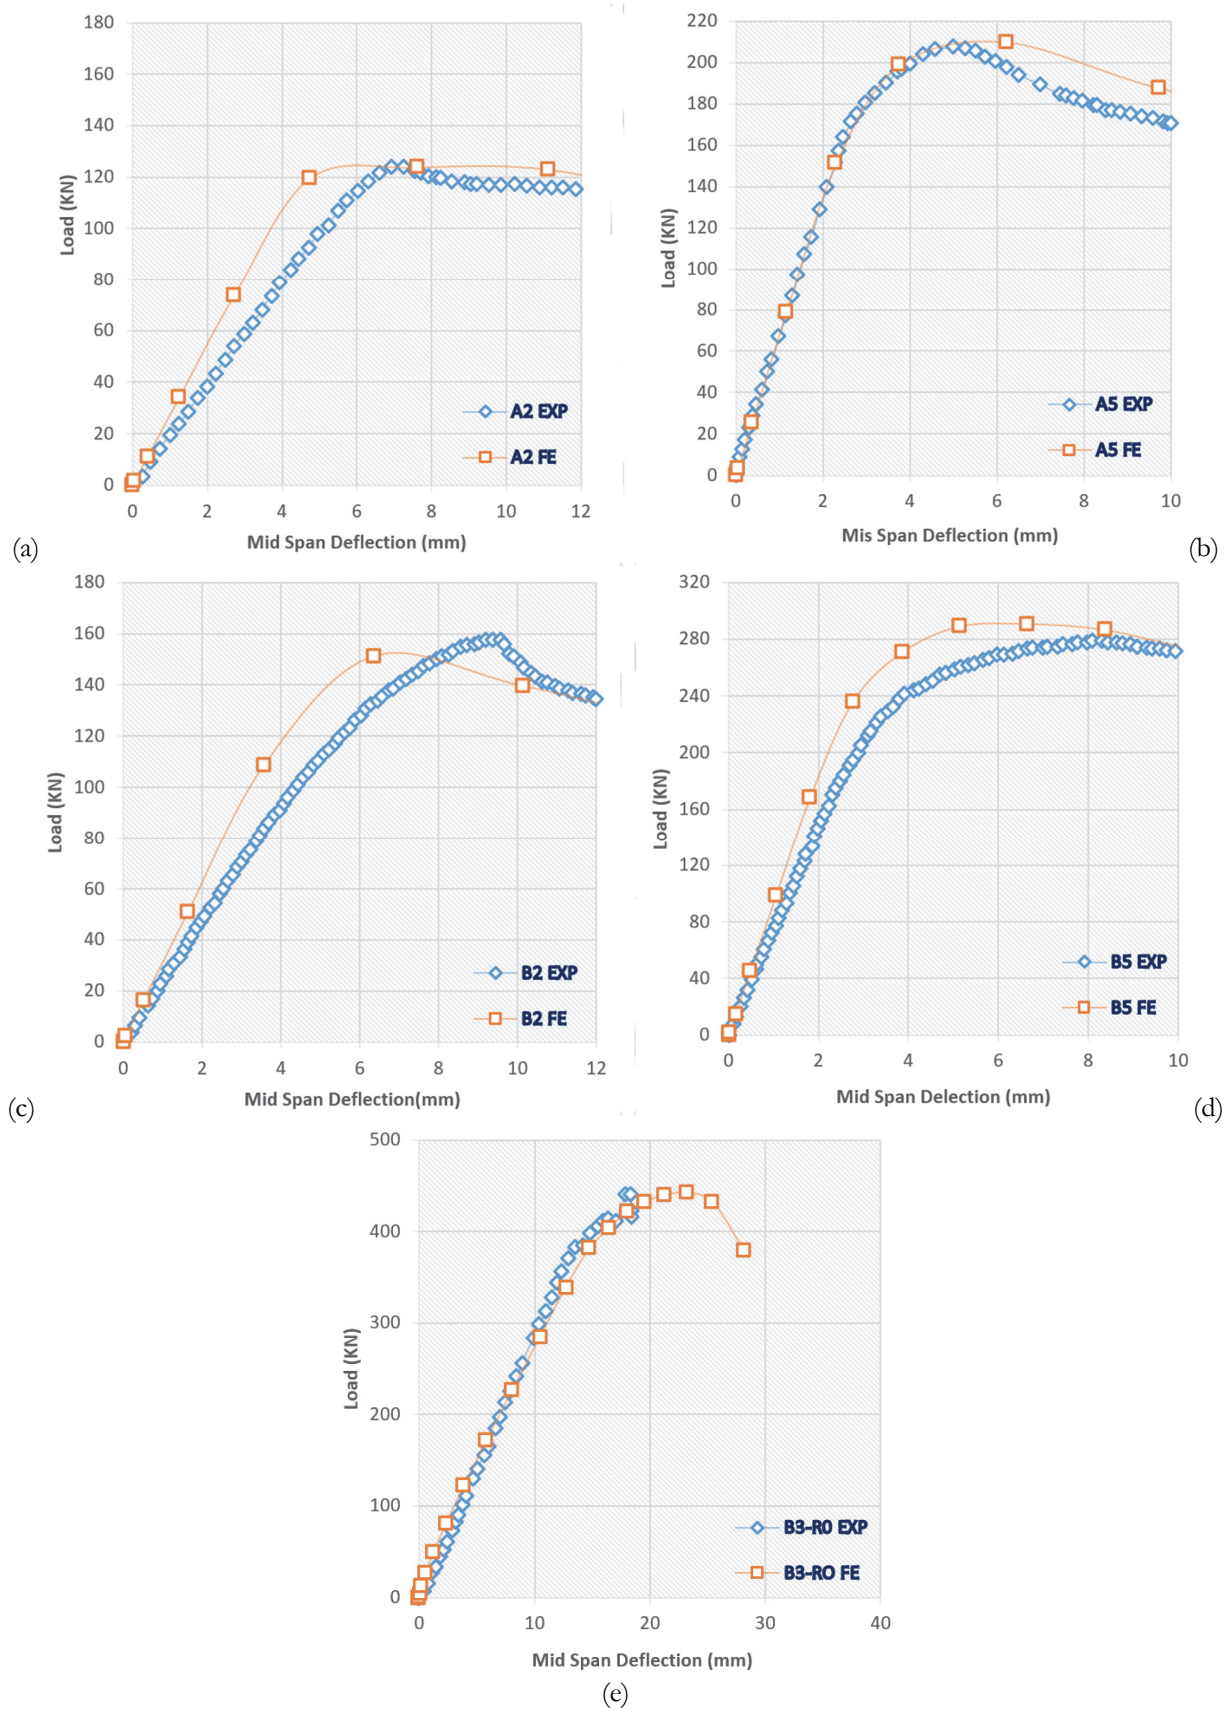 180
160
140
120
100
80
60
40
20
0
Load (KN)
A2 EXP
A2 FE
0 2 4 6 8 10 12
Mid Span Deflection (mm)
(a)
220
200
180
160
140
120
100
80
60
40
20
0
Load (KN)
A5 EXP
A5 FE
0 2 4 6 8 10
Mis Span Deflection (mm)
(b)
180
160
140
120
100
80
60
40
20
0
Load (KN)
B2 EXP
B2 FE
0 2 4 6 8 10 12
Mid Span Deflection(mm)
(c)
320
280
240
200
160
120
80
40
0
Load (KN)
B5 EXP
B5 FE
0 2 4 6 8 10
Mid Span Delection (mm)
(d)
500
400
300
200
100
0
Load (KN)
B3-R0 EXP
B3-RO FE
0 10 20 30 40
Mid Span Deflection (mm)
(e)